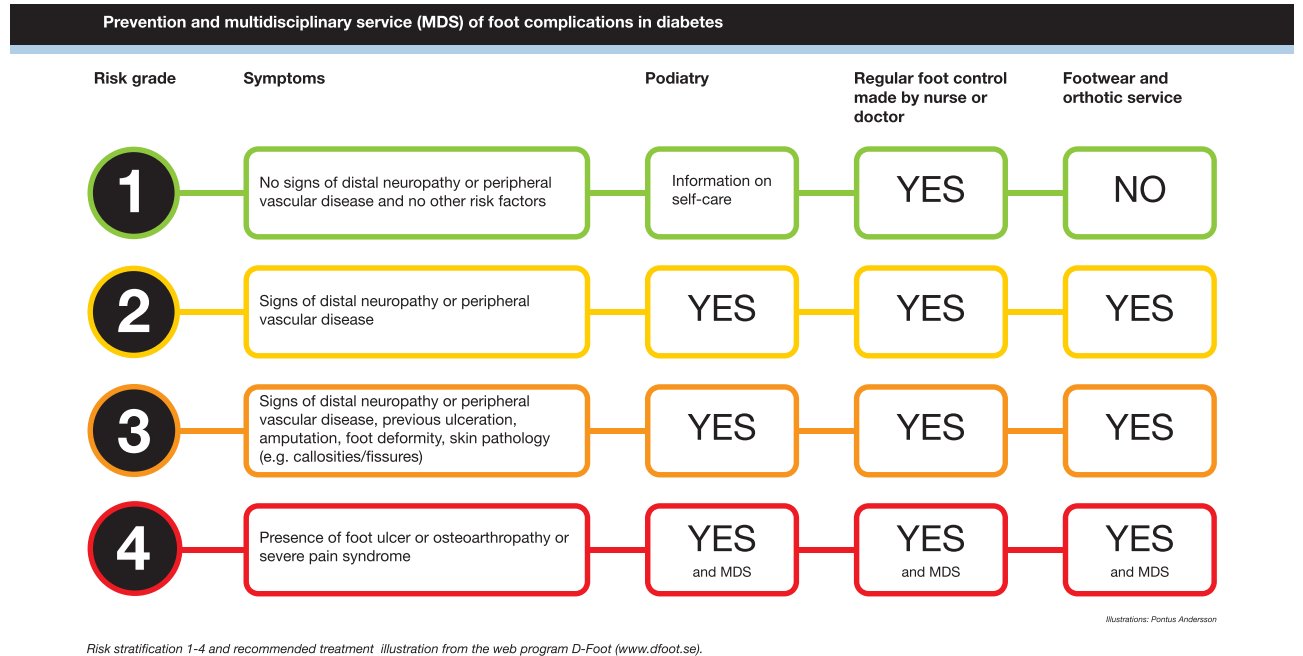 Prevention and multidisciplinary service (MDS) of foot complications in diabetes
Risk grade
Symptoms
Podiatry
Regular foot control
made by nurse or
doctor
Footwear and
orthotic service
1
No signs of distal neuropathy or peripheral
vascular disease and no other risk factors
Information on
self-care
YES
NO
2
Signs of distal neuropathy or peripheral
vascular disease
YES
YES
YES
3
Signs of distal neuropathy or peripheral
vascular disease, previous ulceration,
amputation, foot deformity, skin pathology
(e.g. callosities/fissures)
YES
YES
YES
4
Presence of foot ulcer or osteoarthropathy or
severe pain syndrome
YES
and MDS
YES
and MDS
YES
and MDS
Illustrations: Pontus Andersson
Risk stratification 1-4 and recommended treatment illustration from the web program D-Foot (www.dfoot.se).